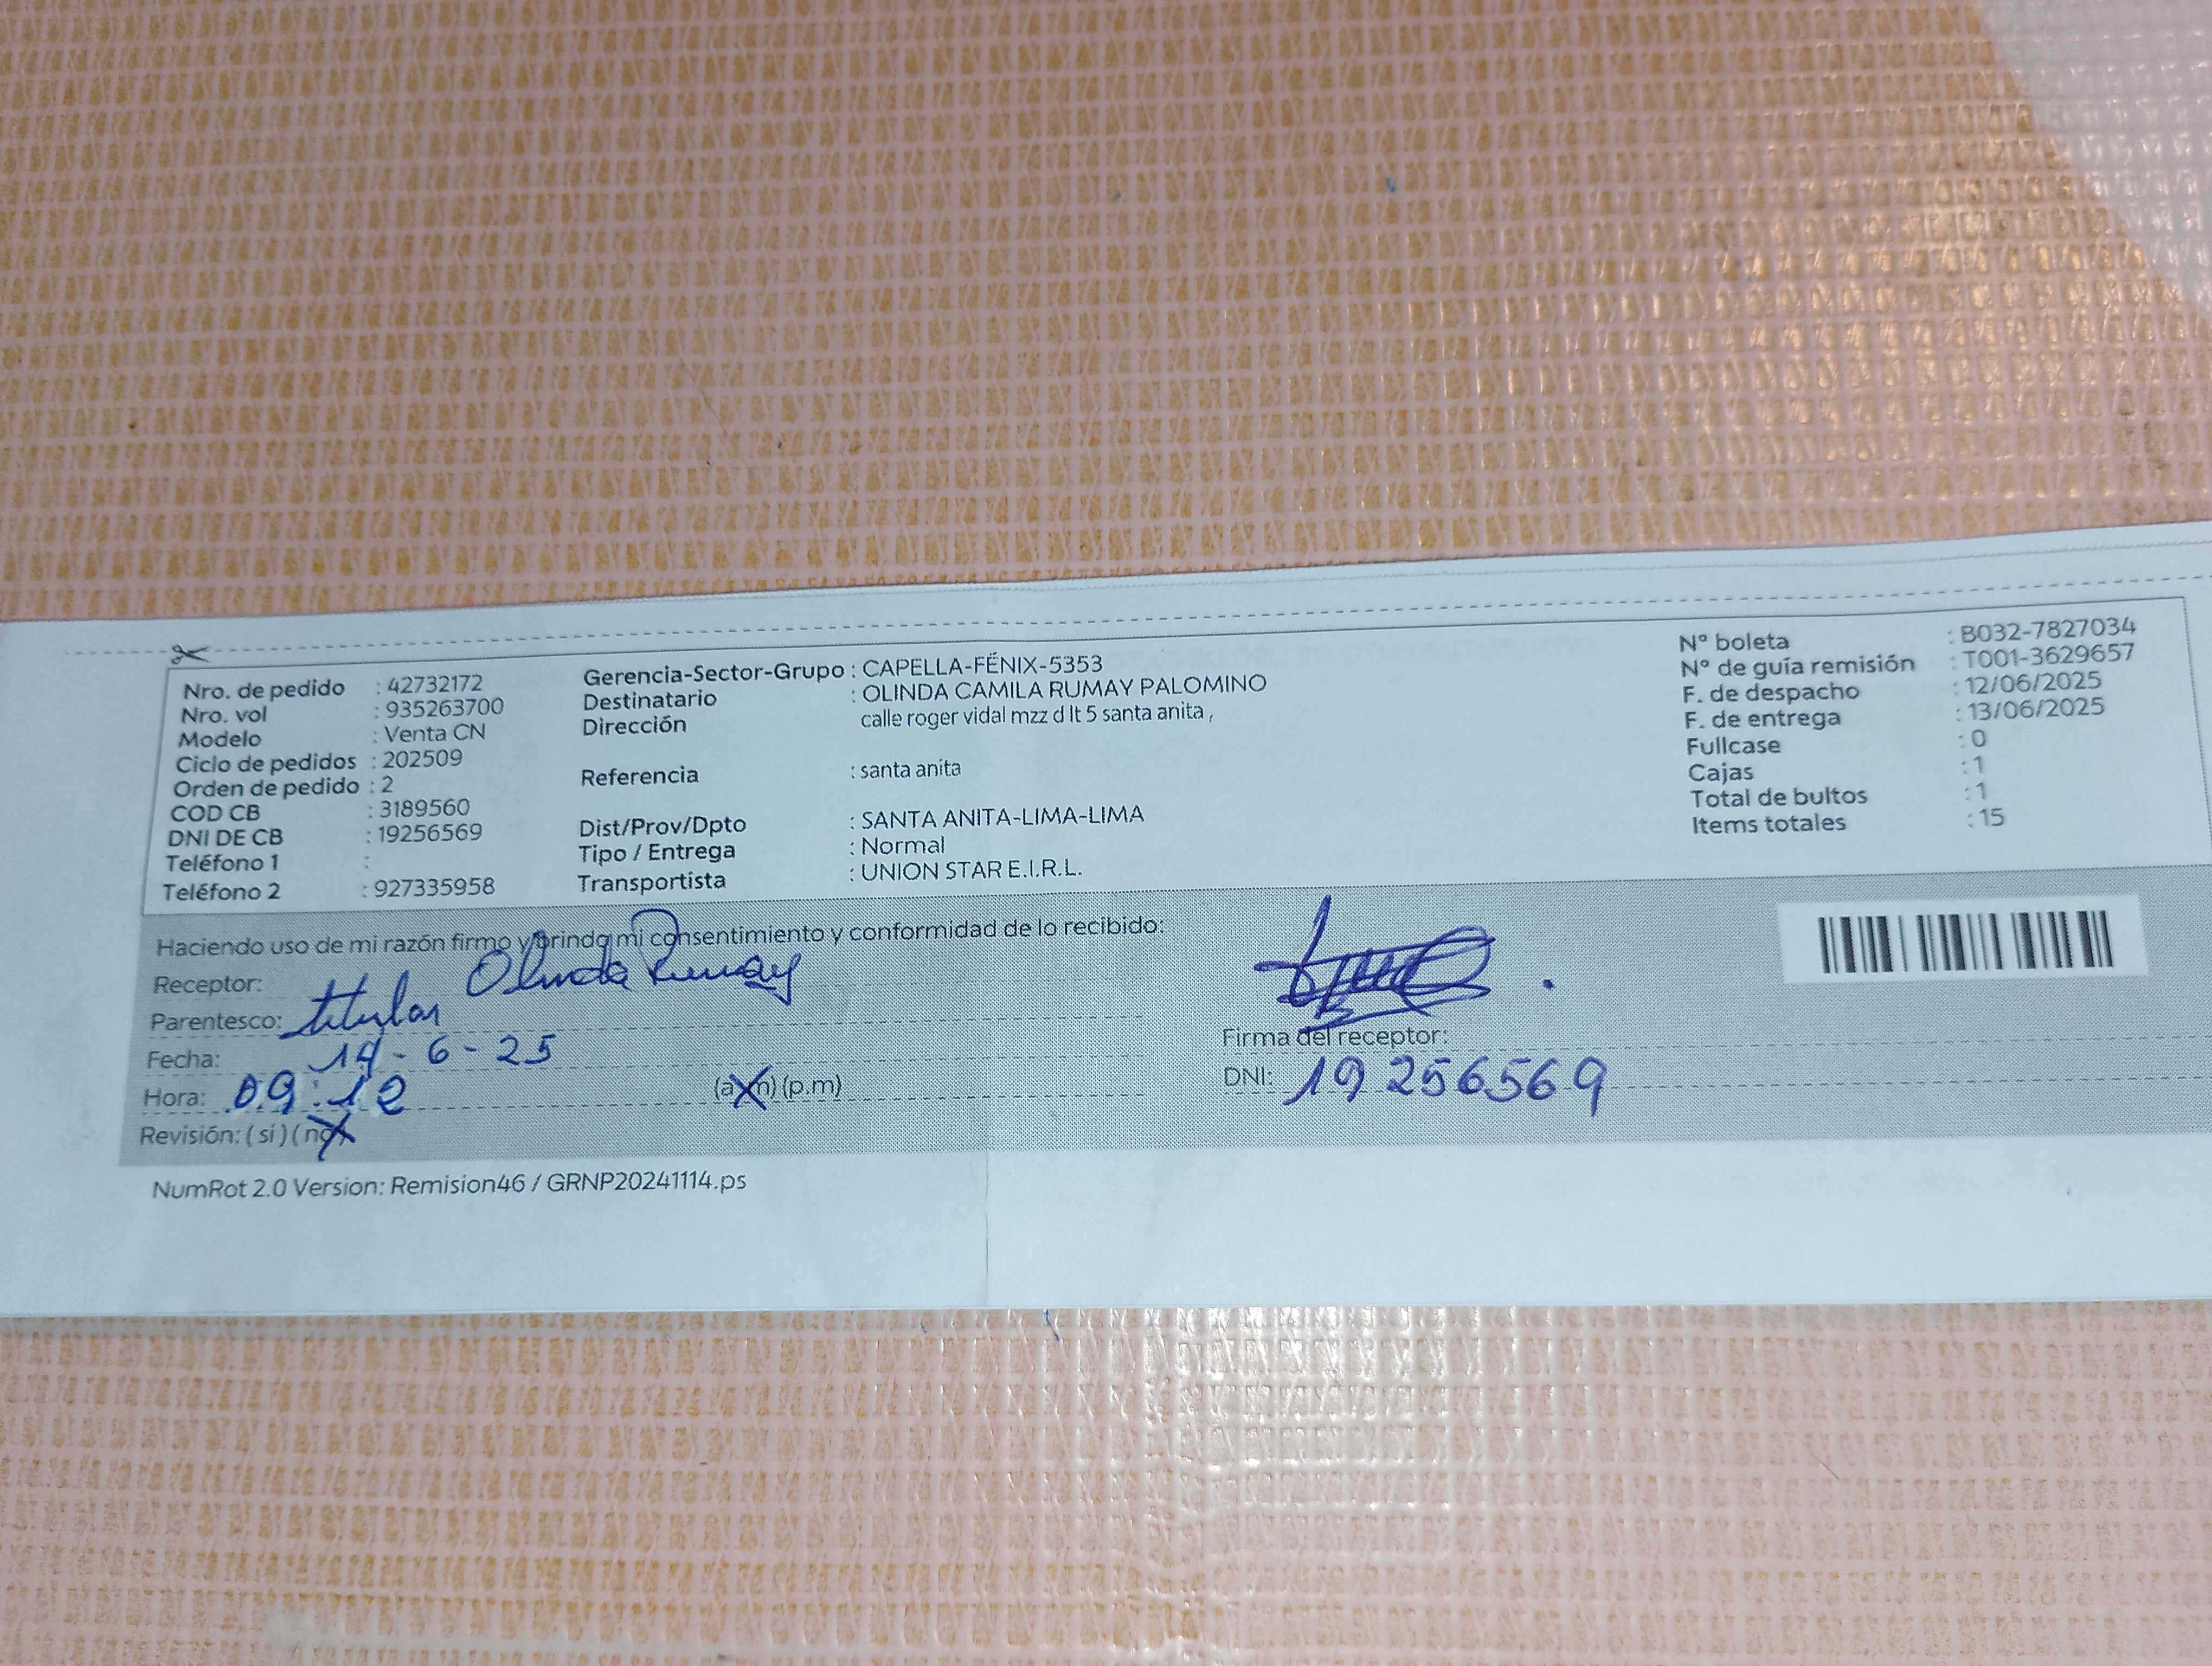 Nro. de pedido : 42732172
Nro. vol : 935263700
Modelo : Venta CN
Ciclo de pedidos : 202509
Orden de pedido : 2
COD CB : 3189560
DNI DE CB : 19256569
Teléfono 1 :
Teléfono 2 : 927335958
Gerencia-Sector-Grupo : CAPELLA-FÉNIX-5353
Destinatario : OLINDA CAMILA RUMAY PALOMINO
Dirección calle roger vidal mzz d lt 5 santa anita ,
Referencia : santa anita
Dist/Prov/Dpto : SANTA ANITA-LIMA-LIMA
Tipo / Entrega : Normal
Transportista : UNION STAR E.I.R.L.
N° boleta : B032-7827034
N° de guía remisión : T001-3629657
F. de despacho : 12/06/2025
F. de entrega : 13/06/2025
Fullcase : 0
Cajas : 1
Total de bultos : 1
Items totales : 15
Haciendo uso de mi razón firmo y brindo mi consentimiento y conformidad de lo recibido:
Receptor: Olinda Rumay
Parentesco: titular
Fecha: 14-6-25
Hora: 09:12 (a.m) (p.m)
Revisión: (si) (no)
Firma del receptor:
DNI: 19256569
NumRot 2.0 Version: Remision46 / GRNP20241114.ps